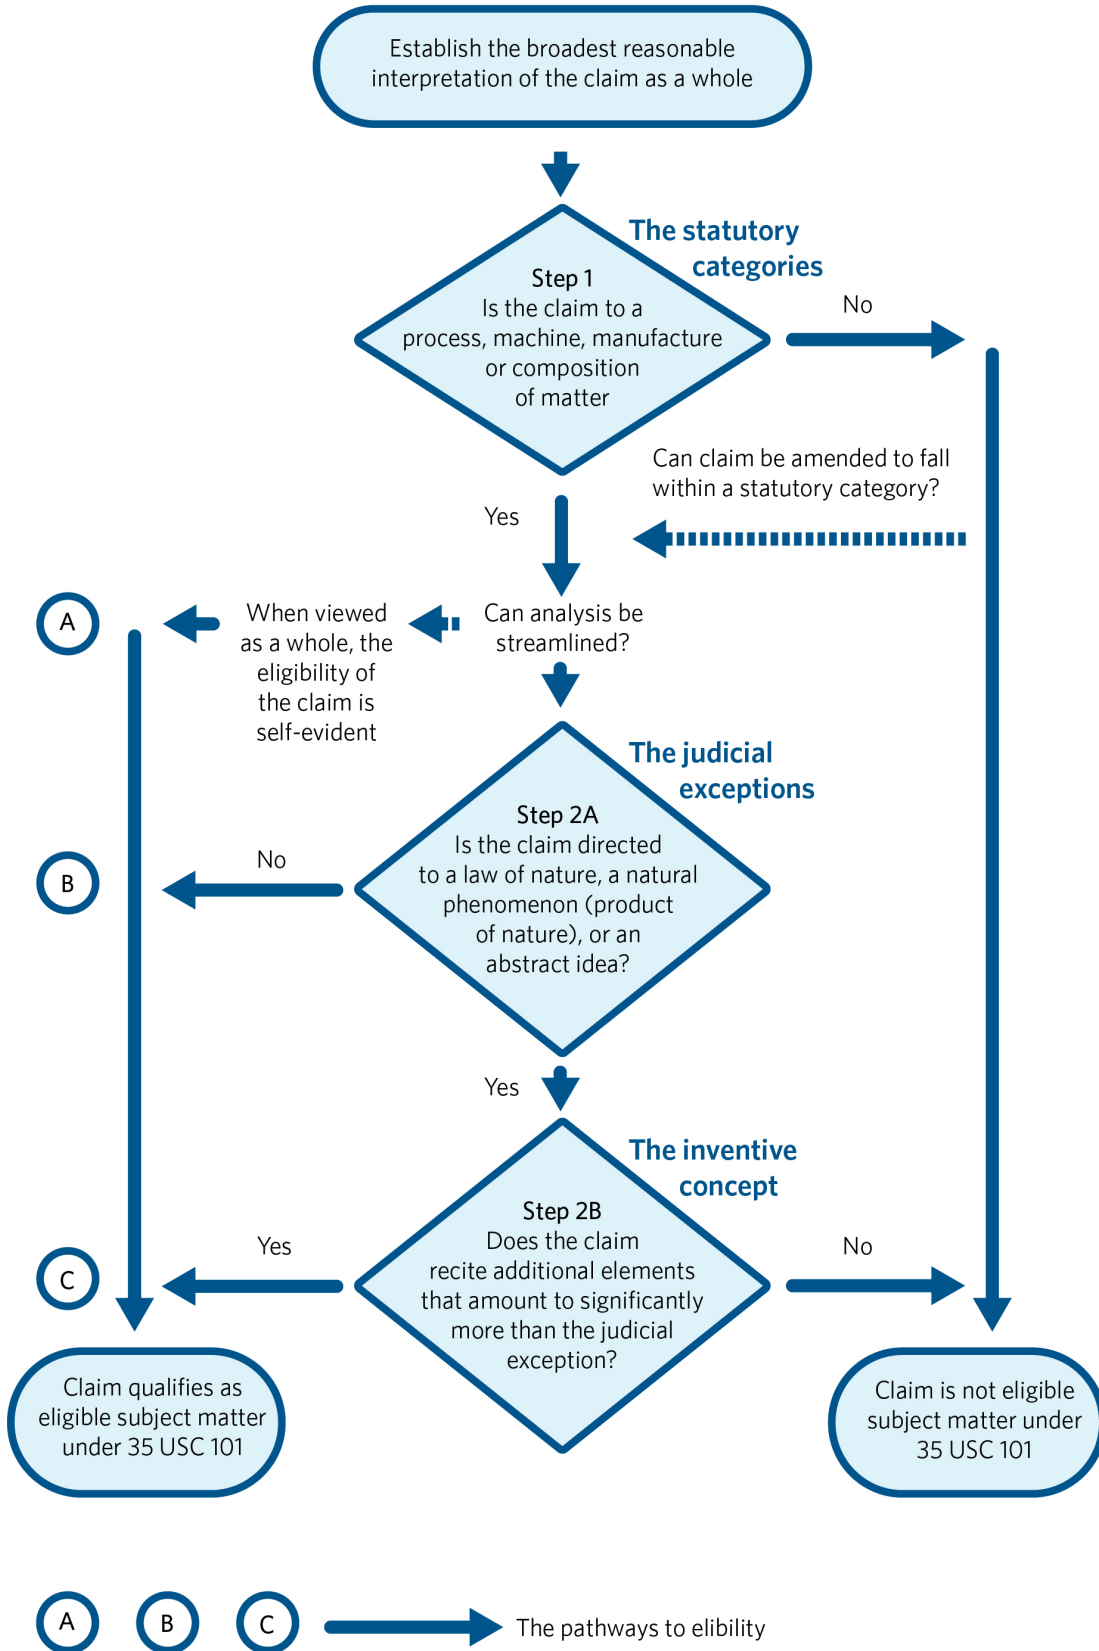 Establish the broadest reasonable
interpretation of the claim as a whole
The statutory
categories
Step 1
Is the claim to a
process, machine, manufacture
or composition
of matter
No
Can claim be amended to fall
within a statutory category?
Yes
A
When viewed
as a whole, the
eligibility of
the claim is
self-evident
Can analysis be
streamlined?
The judicial
exceptions
Step 2A
Is the claim directed
to a law of nature, a natural
phenomenon (product
of nature), or an
abstract idea?
No
B
Yes
The inventive
concept
Step 2B
Does the claim
recite additional elements
that amount to significantly
more than the judicial
exception?
Yes
No
C
Claim qualifies as
eligible subject matter
under 35 USC 101
Claim is not eligible
subject matter under
35 USC 101
A B C The pathways to elibility